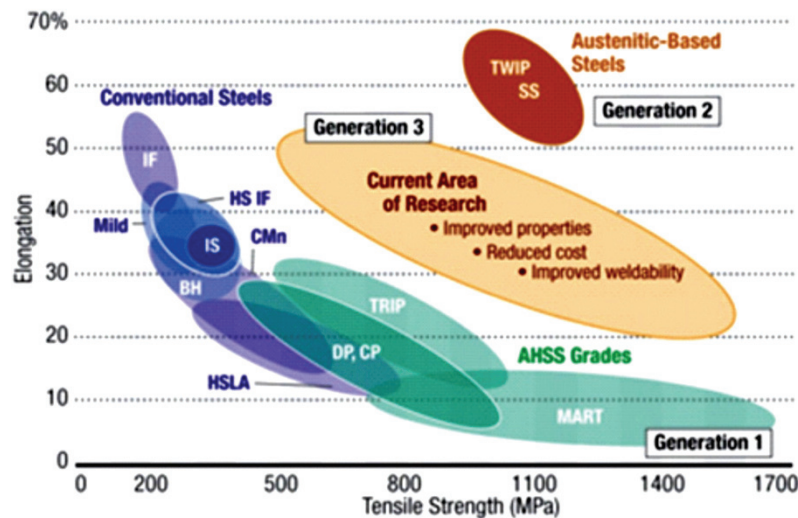 70%
60
50
40
30
20
10
0
Elongation
0 200 500 800 1100 1400 1700
Tensile Strength (MPa)
Conventional Steels
IF
Mild
HS IF
IS
CMn
BH
HSLA
TRIP
DP, CP
AHSS Grades
MART
Generation 1
Generation 3
Current Area
of Research
• Improved properties
• Reduced cost
• Improved weldability
TWIP
SS
Austenitic-Based
Steels
Generation 2